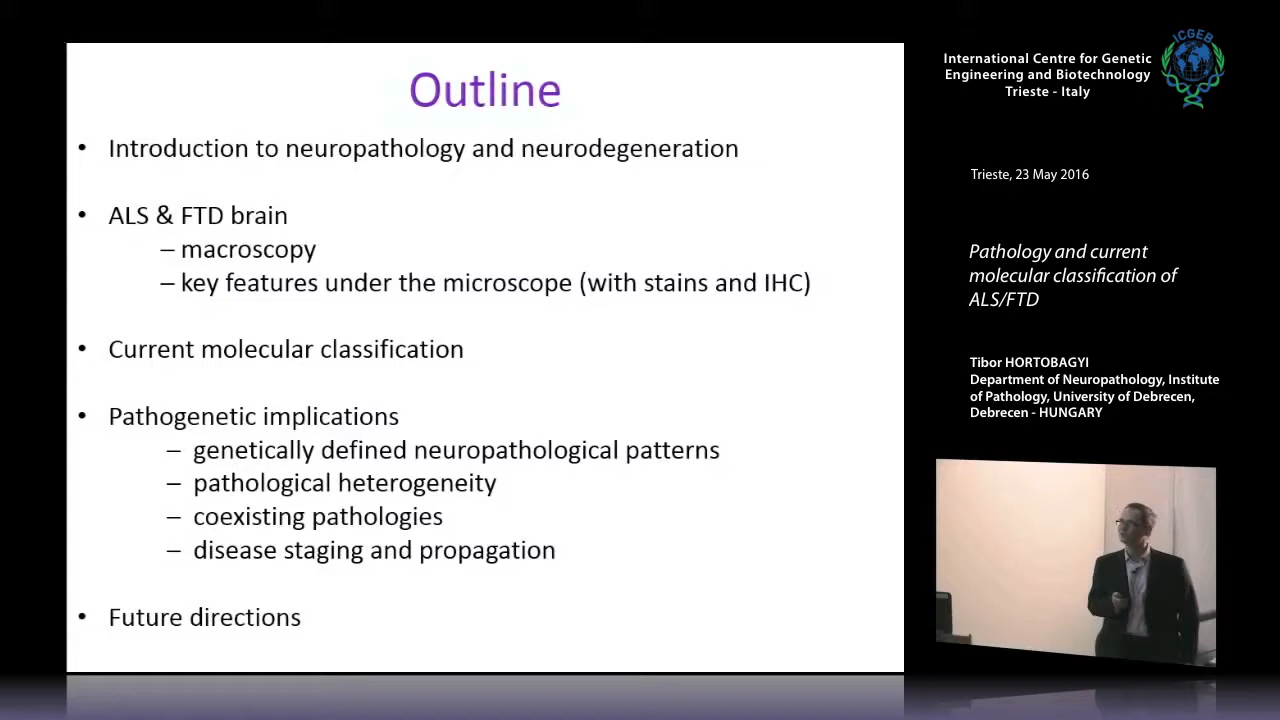 Outline
• Introduction to neuropathology and neurodegeneration
• ALS & FTD brain
– macroscopy
– key features under the microscope (with stains and IHC)
• Current molecular classification
• Pathogenetic implications
– genetically defined neuropathological patterns
– pathological heterogeneity
– coexisting pathologies
– disease staging and propagation
• Future directions
International Centre for Genetic
Engineering and Biotechnology
Trieste - Italy
ICGEB
Trieste, 23 May 2016
Pathology and current
molecular classification of
ALS/FTD
Tibor HORTOBAGYI
Department of Neuropathology, Institute
of Pathology, University of Debrecen,
Debrecen - HUNGARY